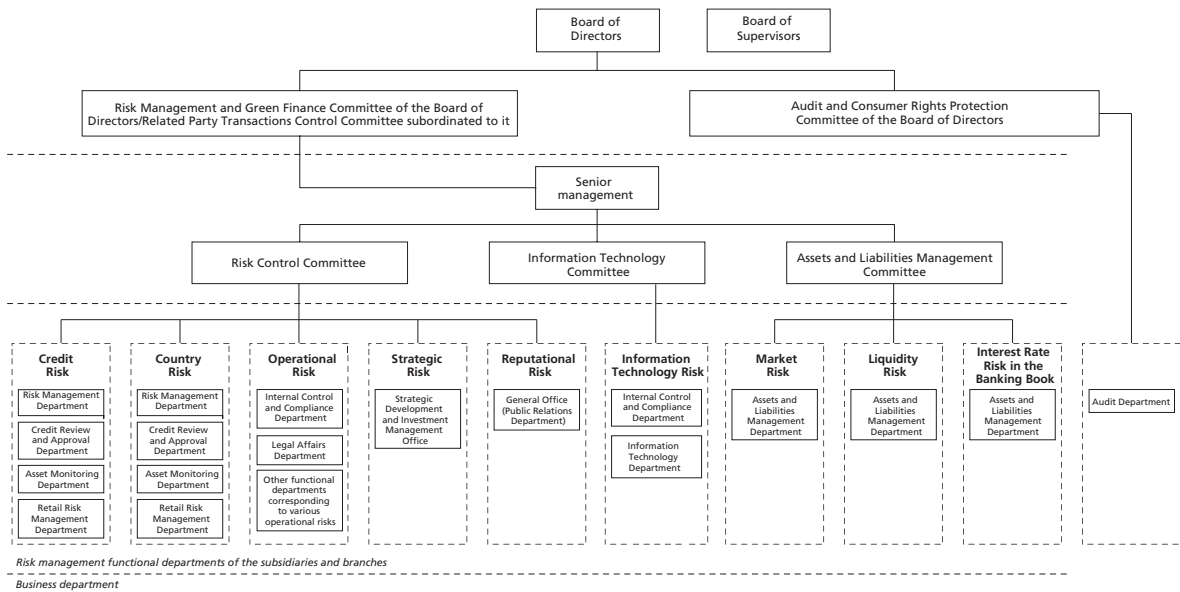 Board of
Directors
Board of
Supervisors
Risk Management and Green Finance Committee of the Board of
Directors/Related Party Transactions Control Committee subordinated to it
Audit and Consumer Rights Protection
Committee of the Board of Directors
Senior
management
Risk Control Committee
Information Technology
Committee
Assets and Liabilities Management
Committee
Credit
Risk
Risk Management
Department
Credit Review
and Approval
Department
Asset Monitoring
Department
Retail Risk
Management
Department
Country
Risk
Risk Management
Department
Credit Review
and Approval
Department
Asset Monitoring
Department
Retail Risk
Management
Department
Operational
Risk
Internal Control
and Compliance
Department
Legal Affairs
Department
Other functional
departments
corresponding
to various
operational risks
Strategic
Risk
Strategic
Development
and Investment
Management
Office
Reputational
Risk
General Office
(Public Relations
Department)
Information
Technology Risk
Internal Control
and Compliance
Department
Information
Technology
Department
Market
Risk
Assets and
Liabilities
Management
Department
Liquidity
Risk
Assets and
Liabilities
Management
Department
Interest Rate
Risk in the
Banking Book
Assets and
Liabilities
Management
Department
Audit Department
Risk management functional departments of the subsidiaries and branches
Business department